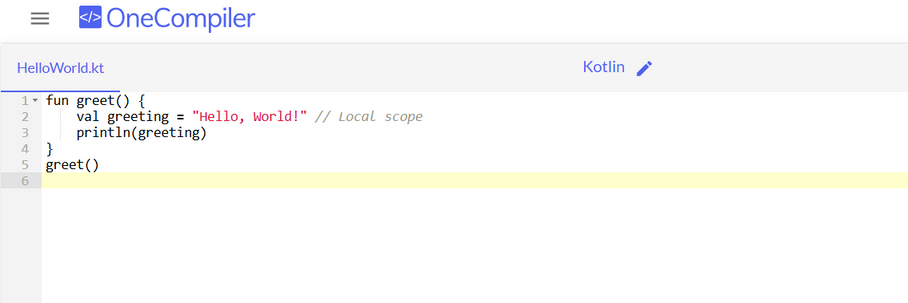 </> OneCompiler
HelloWorld.kt
Kotlin
1 fun greet() {
2     val greeting = "Hello, World!" // Local scope
3     println(greeting)
4 }
5 greet()
6